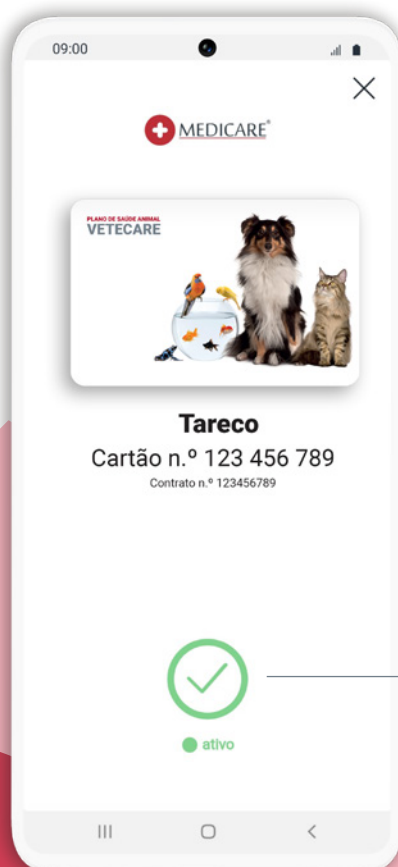 09:00
MEDICARE®
PLANO DE SAÚDE ANIMAL
VETECARE
Tareco
Cartão n.º 123 456 789
Contrato n.º 123456789
ativo